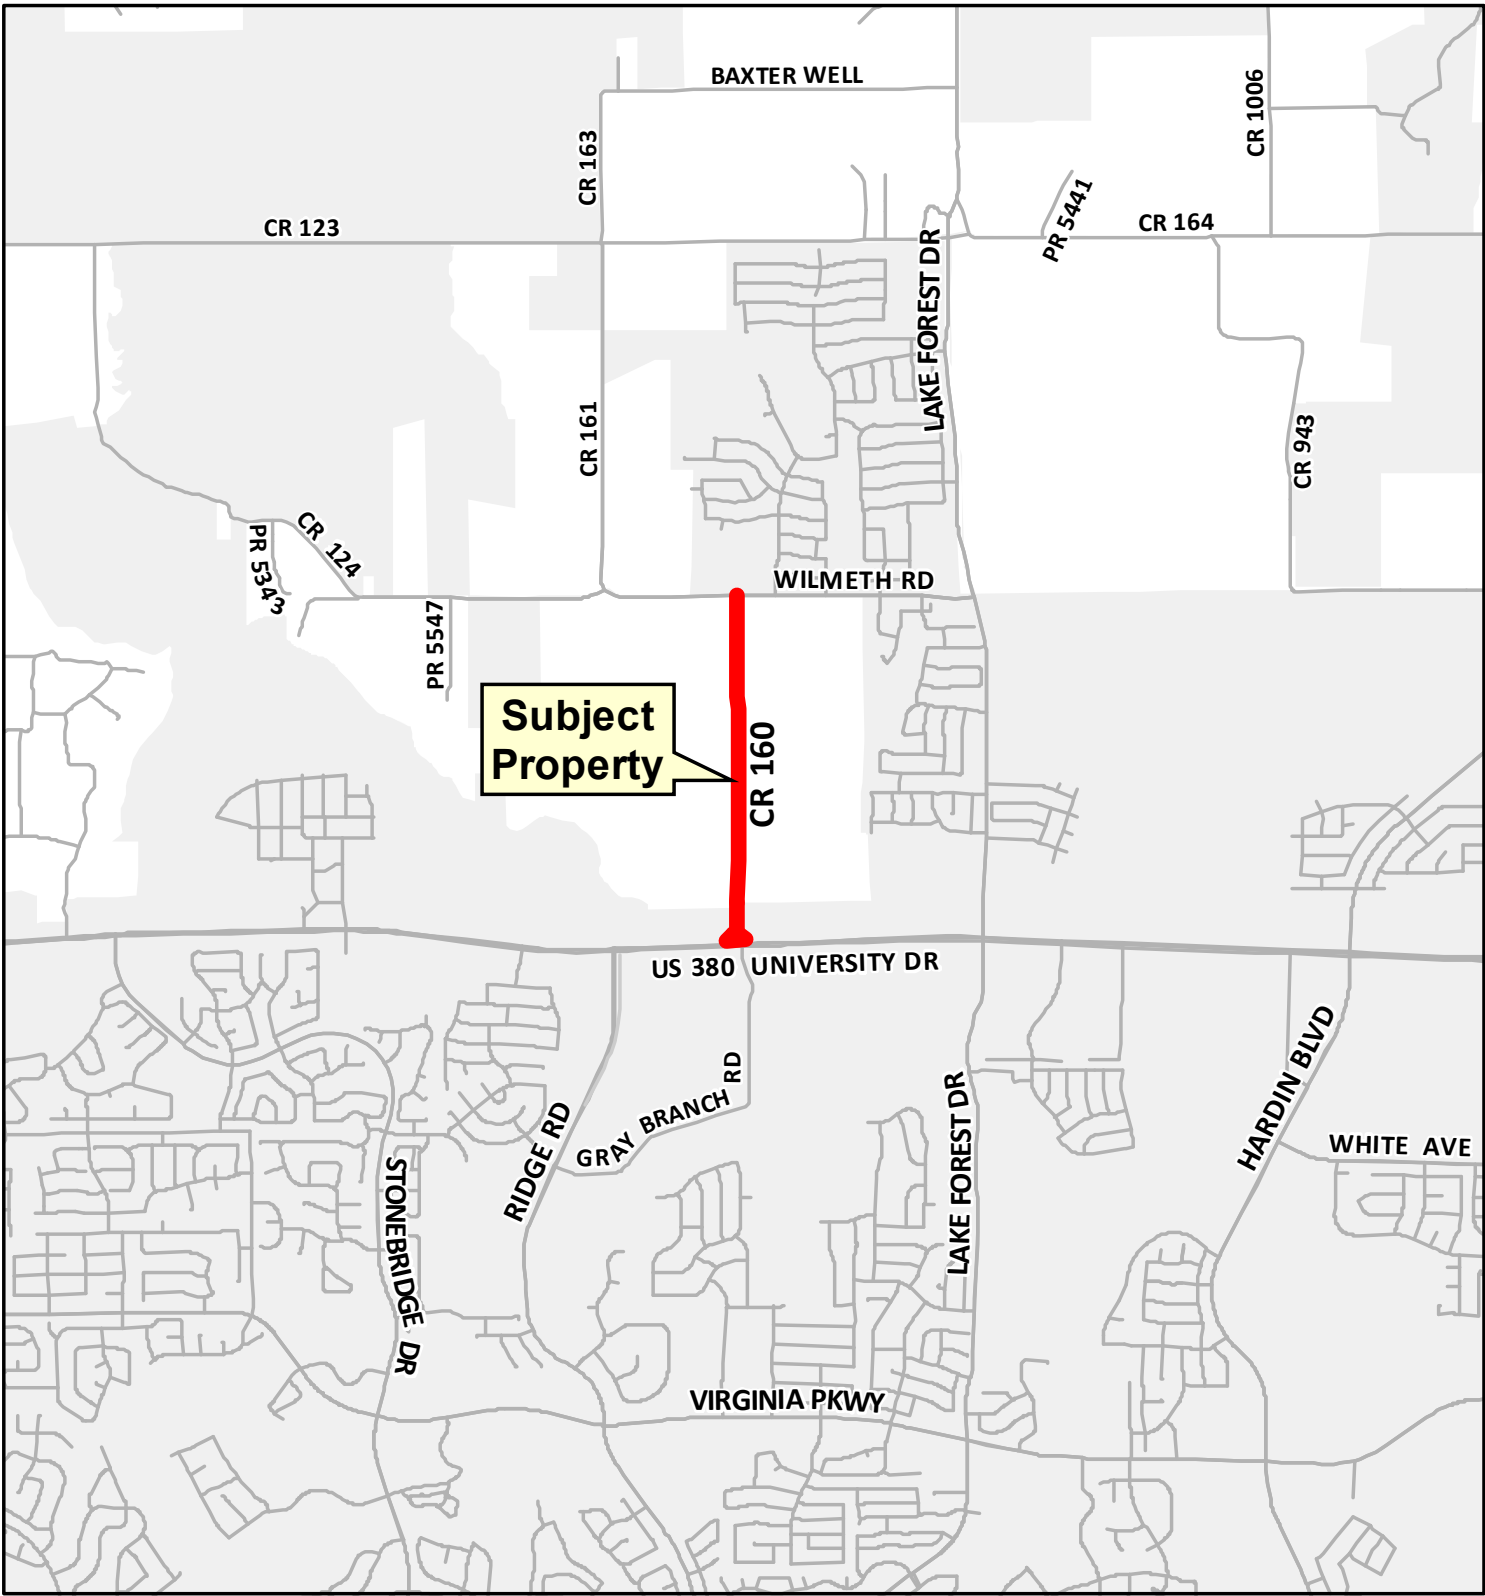 BAXTER WELL
CR 1006
CR 163
PR 5441
CR 123
CR 164
LAKE FOREST DR
CR 161
CR 943
CR 124
PR 5343
WILMETH RD
PR 5547
Subject
Property
CR 160
US 380 UNIVERSITY DR
HARDIN BLVD
GRAY BRANCH RD
RIDGE RD
LAKE FOREST DR
WHITE AVE
STONEBRIDGE DR
VIRGINIA PKWY